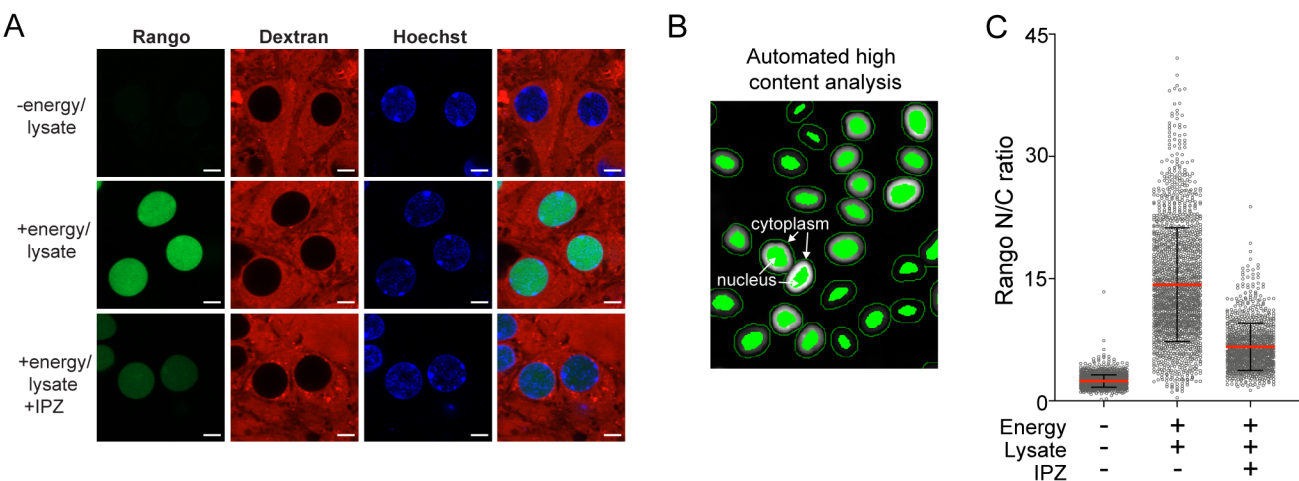 A
Rango Dextran Hoechst
-energy/
lysate
+energy/
lysate
+energy/
lysate
+IPZ
B
Automated high
content analysis
cytoplasm
nucleus
C
45
30
15
0
Rango N/C ratio
Energy - + +
Lysate - + +
IPZ - - +